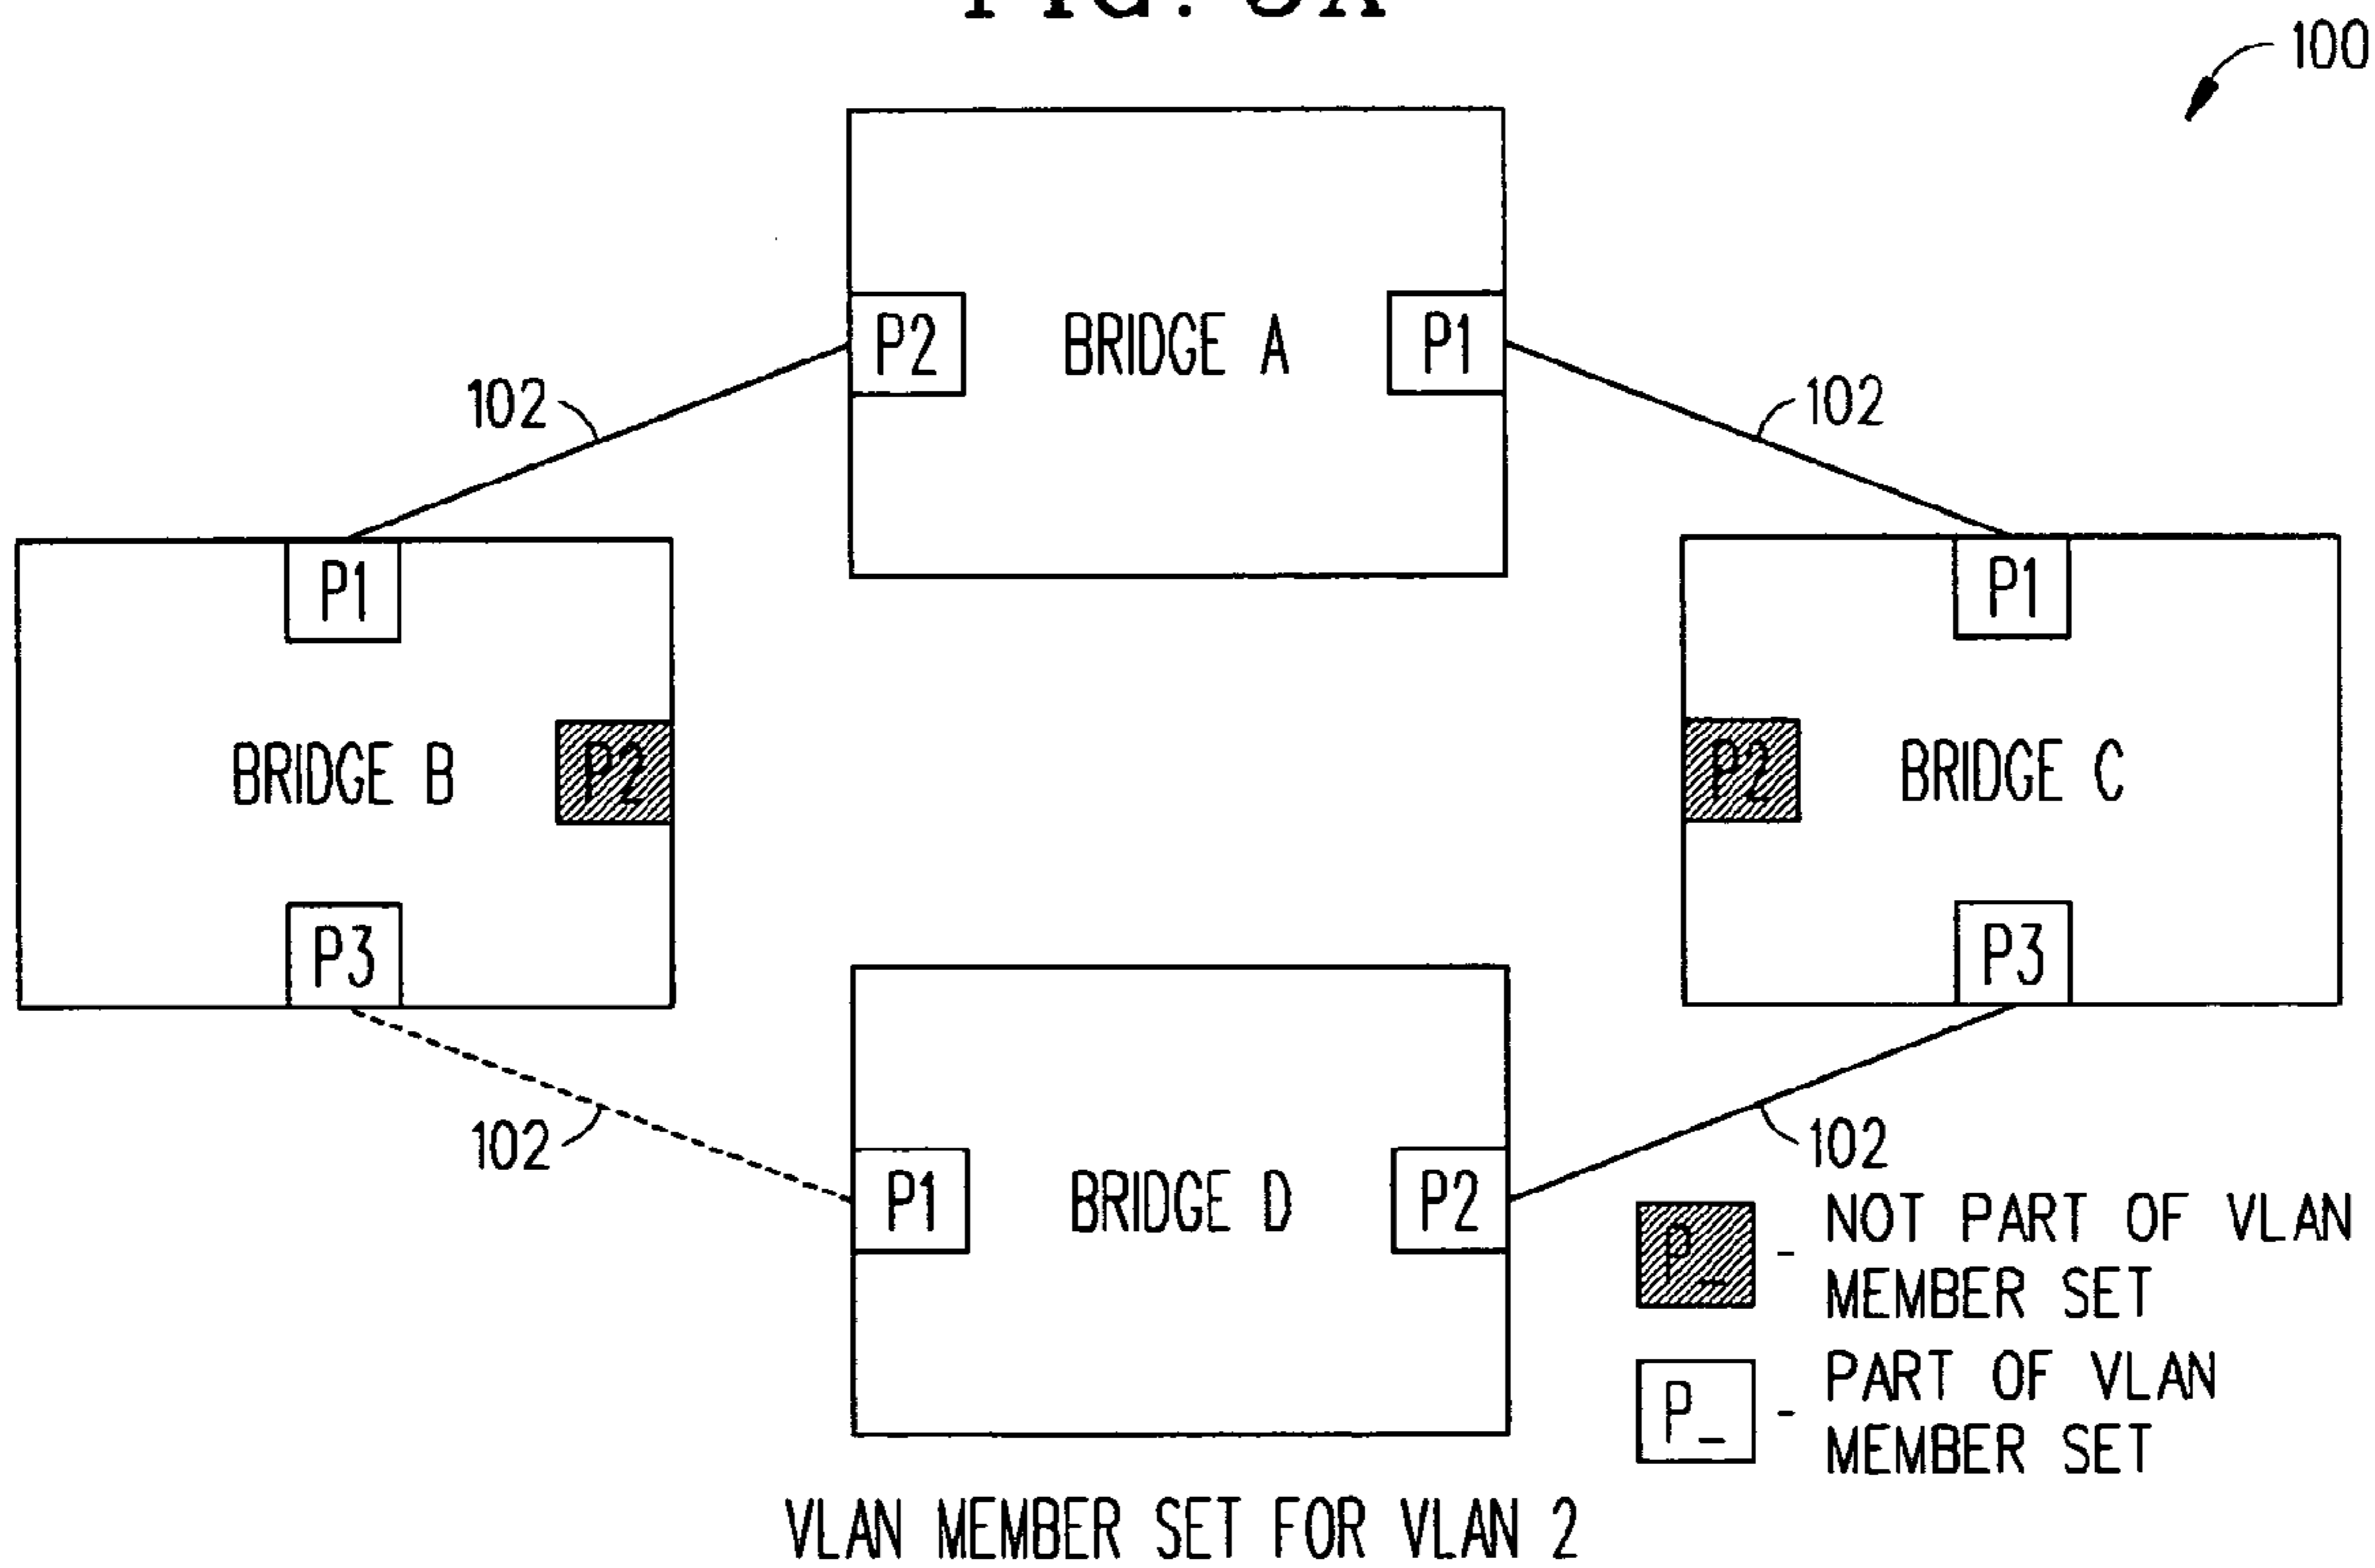 100
P2 BRIDGE A P1
102
102
P1
P1
BRIDGE B P2
P2 BRIDGE C
P3
P3
102
102
P1 BRIDGE D P2
P_ - NOT PART OF VLAN
MEMBER SET
P_ - PART OF VLAN
MEMBER SET
VLAN MEMBER SET FOR VLAN 2